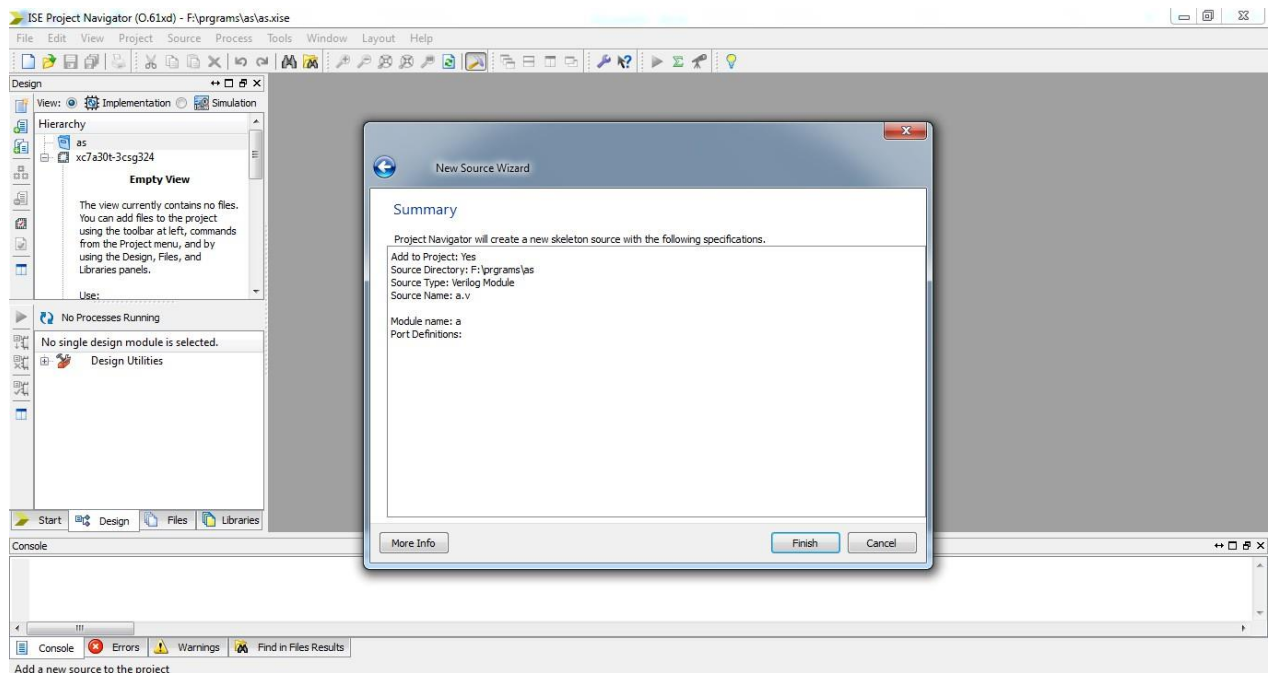 ISE Project Navigator (O.61xd) - F:\prgrams\as\as.xise
File Edit View Project Source Process Tools Window Layout Help
Design
View: Implementation Simulation
Hierarchy
as
xc7a30t-3csg324
Empty View
The view currently contains no files.
You can add files to the project
using the toolbar at left, commands
from the Project menu, and by
using the Design, Files, and
Libraries panels.
Use:
No Processes Running
No single design module is selected.
Design Utilities
Start Design Files Libraries
New Source Wizard
Summary
Project Navigator will create a new skeleton source with the following specifications.
Add to Project: Yes
Source Directory: F:\prgrams\as
Source Type: Verilog Module
Source Name: a.v
Module name: a
Port Definitions:
More Info Finish Cancel
Console
Console Errors Warnings Find in Files Results
Add a new source to the project